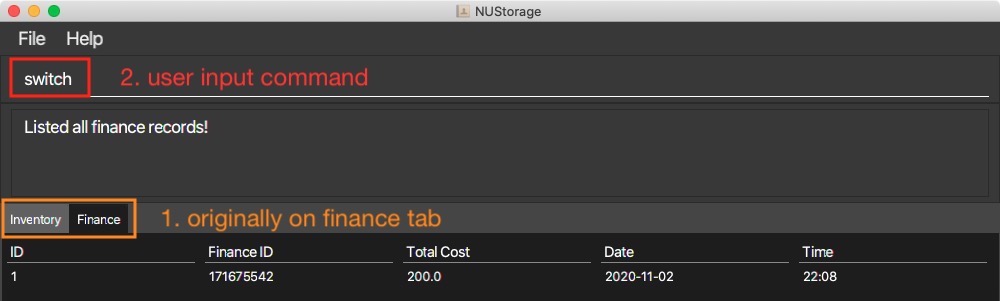 NUStorage
File Help
switch 2. user input command
Listed all finance records!
Inventory Finance 1. originally on finance tab
ID Finance ID Total Cost Date Time
1 171675542 200.0 2020-11-02 22:08